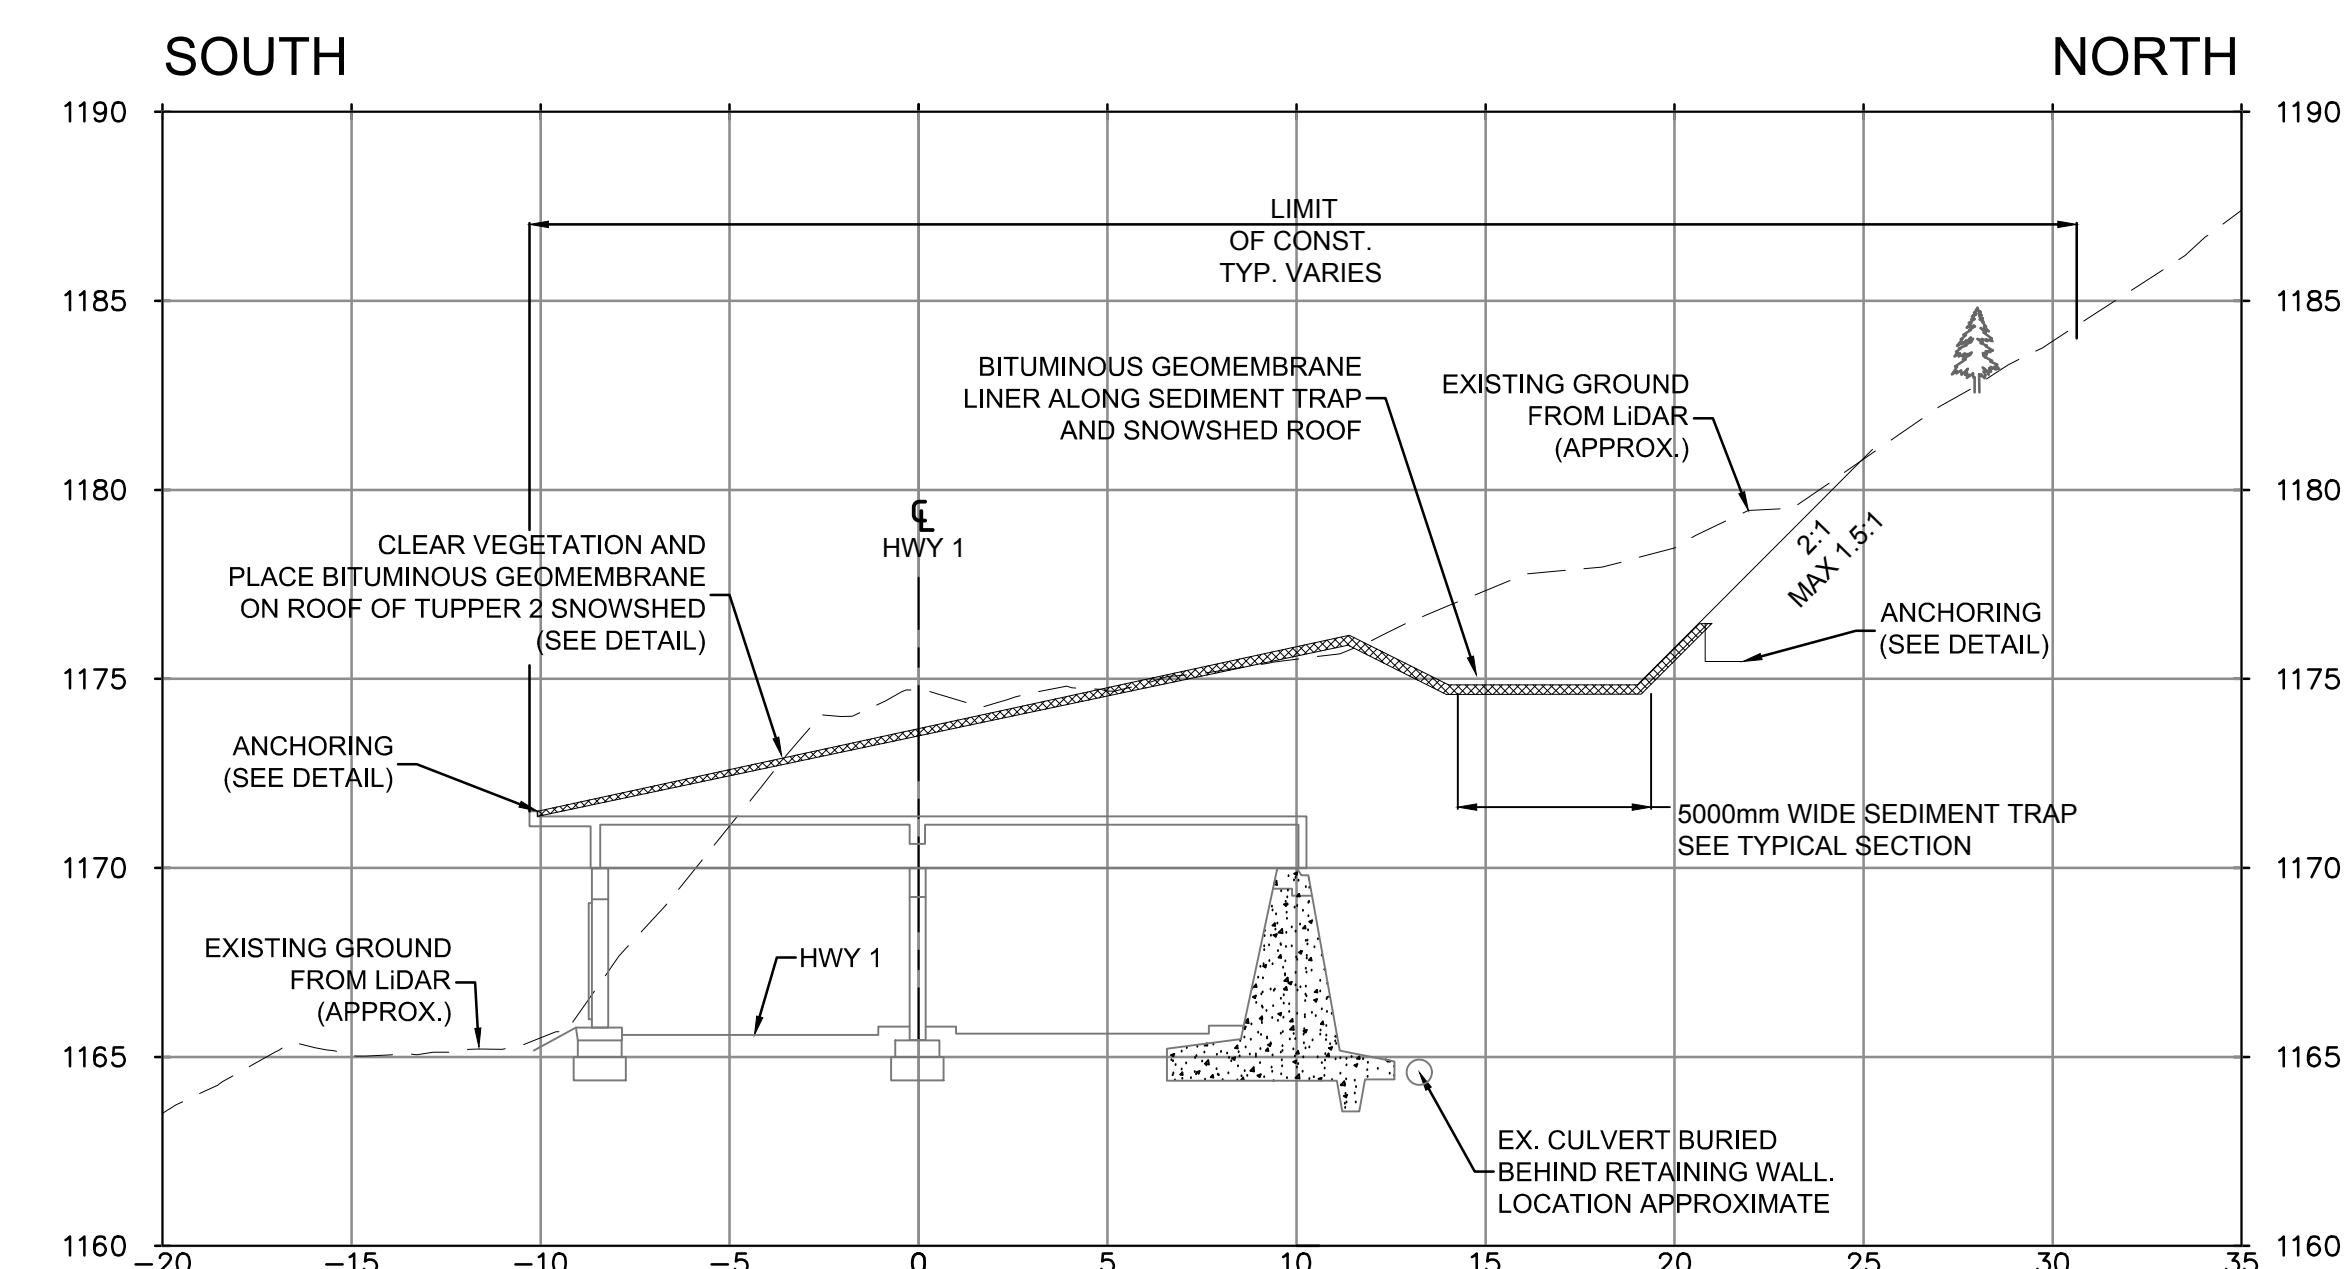 SOUTH
NORTH
1190
1190
LIMIT
OF CONST.
TYP. VARIES
1185
1185
BITUMINOUS GEOMEMBRANE
LINER ALONG SEDIMENT TRAP
AND SNOWSHED ROOF
EXISTING GROUND
FROM LiDAR
(APPROX.)
1180
1180
℄
HWY 1
CLEAR VEGETATION AND
PLACE BITUMINOUS GEOMEMBRANE
ON ROOF OF TUPPER 2 SNOWSHED
(SEE DETAIL)
2:1
MAX 1.5:1
ANCHORING
(SEE DETAIL)
1175
1175
ANCHORING
(SEE DETAIL)
5000mm WIDE SEDIMENT TRAP
SEE TYPICAL SECTION
1170
1170
EXISTING GROUND
FROM LiDAR
(APPROX.)
HWY 1
1165
1165
EX. CULVERT BURIED
BEHIND RETAINING WALL.
LOCATION APPROXIMATE
1160
1160
-20 -15 -10 -5 0 5 10 15 20 25 30 35